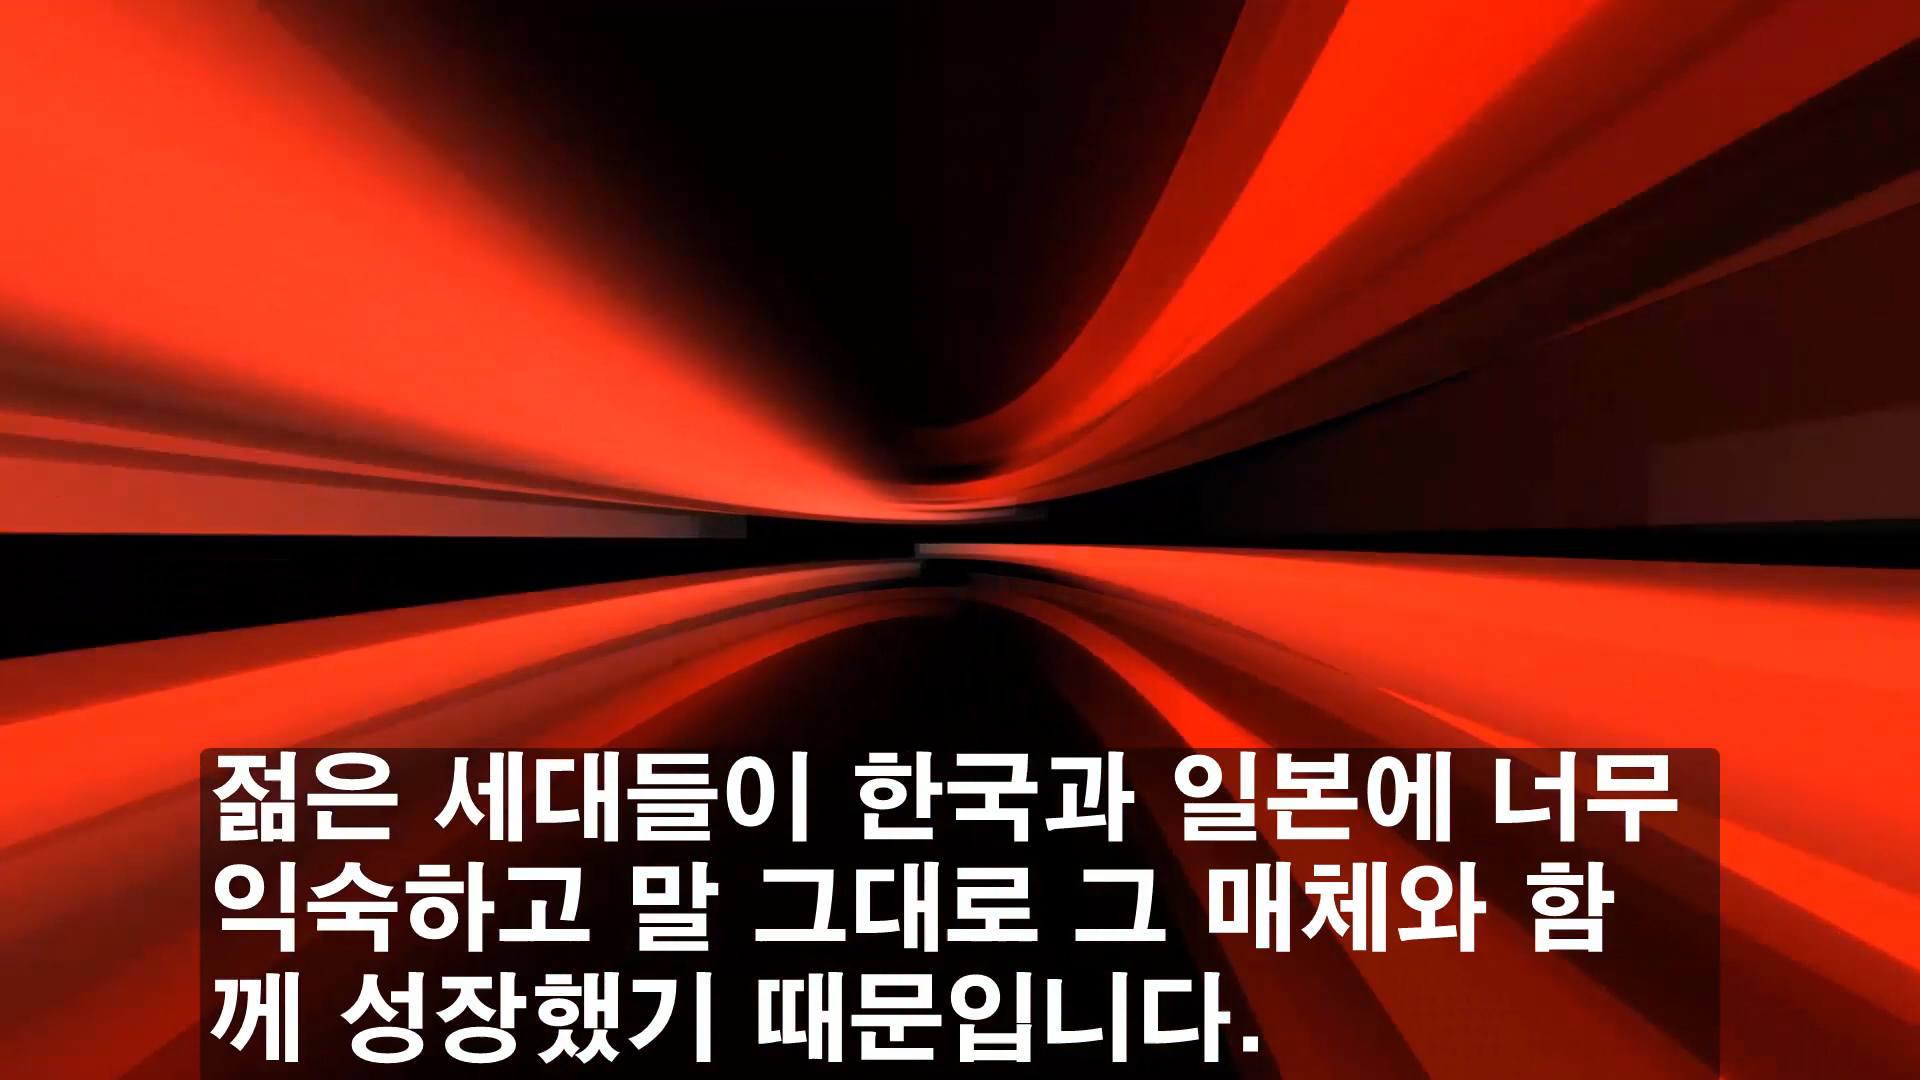 젊은 세대들이 한국과 일본에 너무
익숙하고 말 그대로 그 매체와 함
께 성장했기 때문입니다.